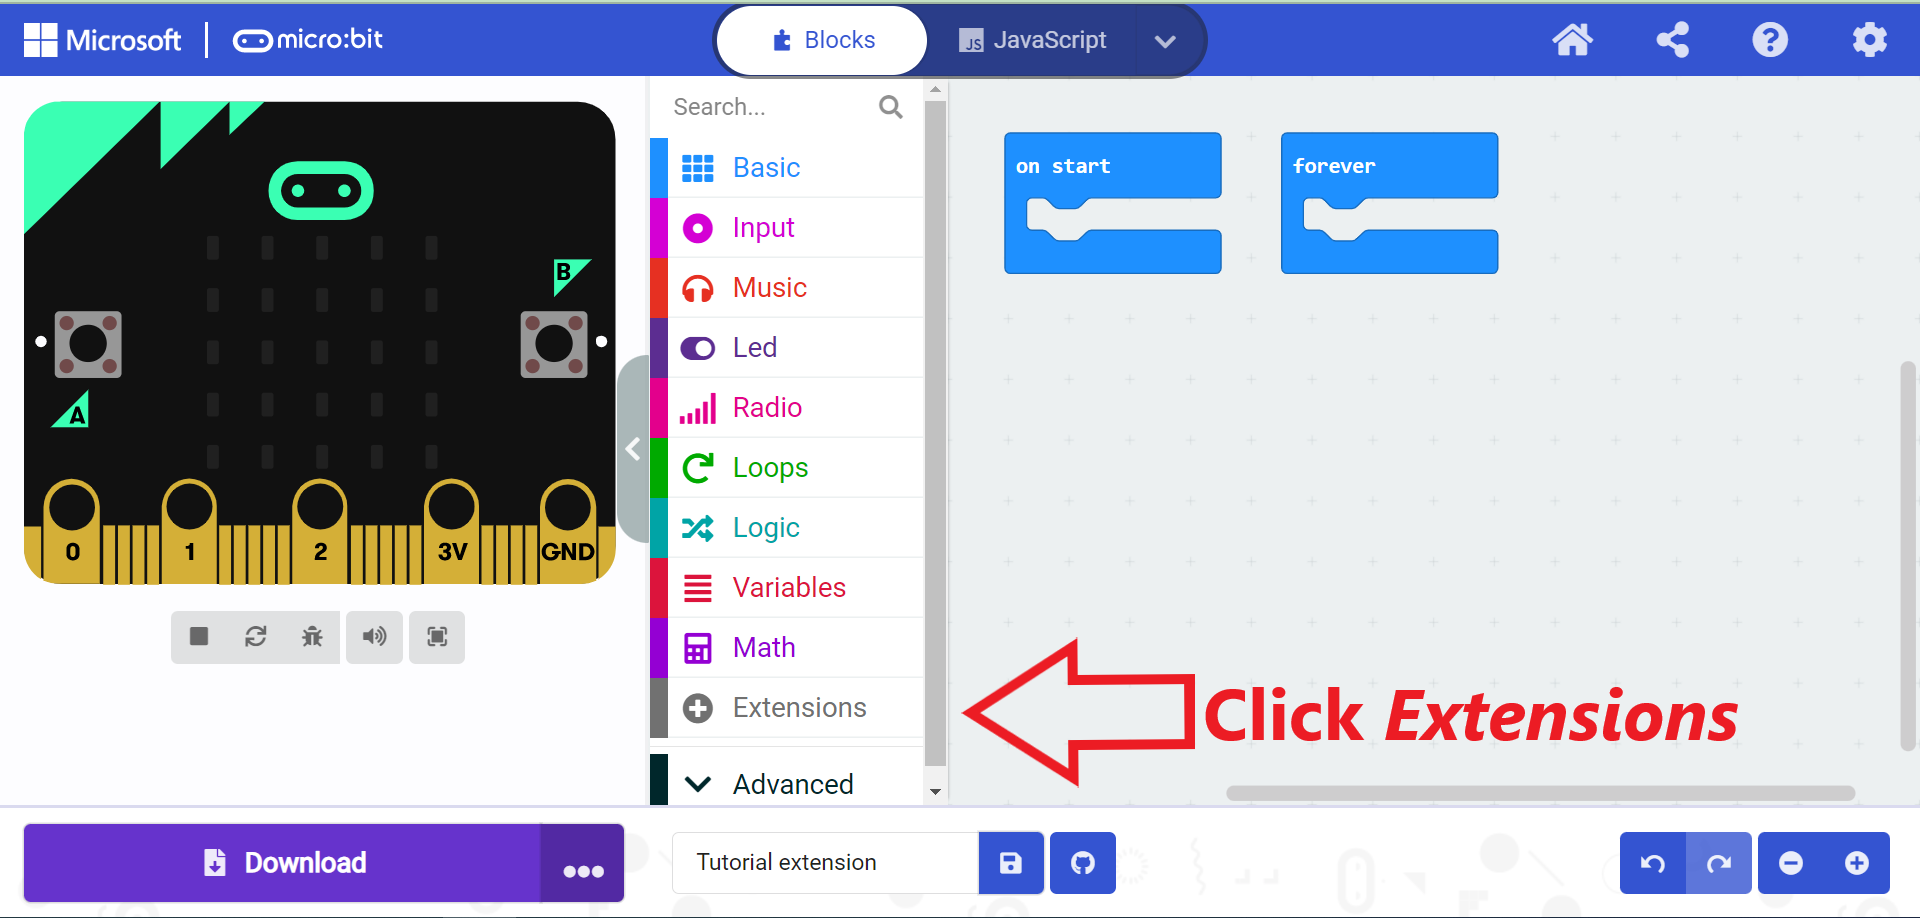 Microsoft micro:bit
Blocks
JS JavaScript
Search...
Basic
Input
Music
Led
Radio
Loops
Logic
Variables
Math
Extensions
Advanced
B
A
0 1 2 3V GND
on start
forever
Click Extensions
Download
Tutorial extension